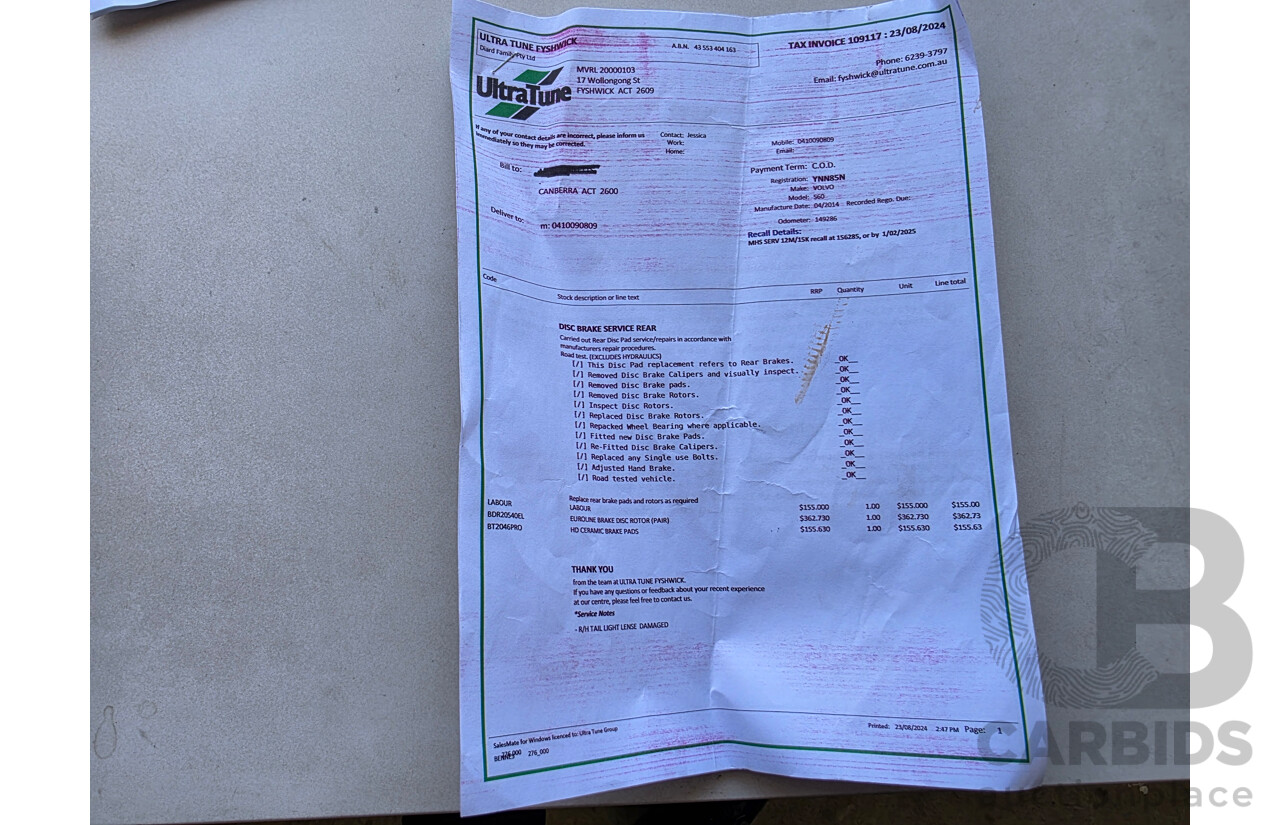 ULTRA TUNE FYSHWICK
Diard Family Pty Ltd
A.B.N. 43 553 404 163
TAX INVOICE 109117 : 23/08/2024
UltraTune
MVRL 20000103
17 Wollongong St
FYSHWICK ACT 2609
Phone: 6239-3797
Email: fyshwick@ultratune.com.au
If any of your contact details are incorrect, please inform us
immediately so they may be corrected.
Contact: Jessica
Work:
Home:
Mobile: 0410090809
Email:
Bill to:
CANBERRA ACT 2600
Payment Term: C.O.D.
Registration: YNN85N
Make: VOLVO
Model: S60
Manufacture Date: 04/2014 Recorded Rego. Due:
Odometer: 149286
Deliver to:
m: 0410090809
Recall Details:
MHS SERV 12M/15K recall at 156285, or by 1/02/2025
Code
Stock description or line text
RRP Quantity Unit Line total
DISC BRAKE SERVICE REAR
Carried out Rear Disc Pad service/repairs in accordance with
manufacturers repair procedures.
Road test. (EXCLUDES HYDRAULICS)
[/] This Disc Pad replacement refers to Rear Brakes. _OK__
[/] Removed Disc Brake Calipers and visually inspect. _OK__
[/] Removed Disc Brake pads. _OK__
[/] Removed Disc Brake Rotors. _OK__
[/] Inspect Disc Rotors. _OK__
[/] Replaced Disc Brake Rotors. _OK__
[/] Repacked Wheel Bearing where applicable. _OK__
[/] Fitted new Disc Brake Pads. _OK__
[/] Re-Fitted Disc Brake Calipers. _OK__
[/] Replaced any Single use Bolts. _OK__
[/] Adjusted Hand Brake. _OK__
[/] Road tested vehicle. _OK__
Replace rear brake pads and rotors as required
LABOUR LABOUR $155.000 1.00 $155.000 $155.00
BDR20540EL EUROLINE BRAKE DISC ROTOR (PAIR) $362.730 1.00 $362.730 $362.73
BT2046PRO HD CERAMIC BRAKE PADS $155.630 1.00 $155.630 $155.63
THANK YOU
from the team at ULTRA TUNE FYSHWICK.
If you have any questions or feedback about your recent experience
at our centre, please feel free to contact us.
*Service Notes
- R/H TAIL LIGHT LENSE DAMAGED
SalesMate for Windows licenced to: Ultra Tune Group
276_000
Printed: 23/08/2024 2:47 PM Page: 1
CARBIDS
auctionplace